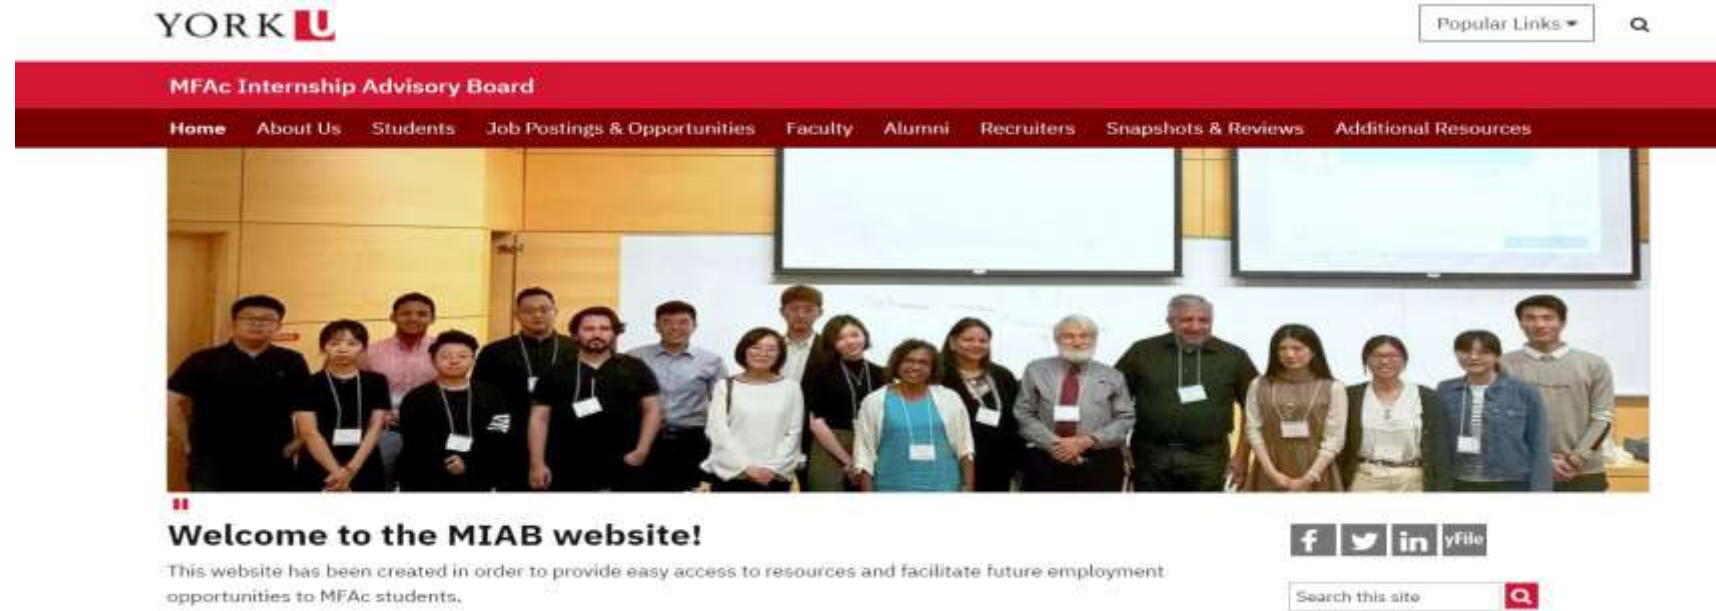 YORK U
Popular Links
MFAc Internship Advisory Board
Home About Us Students Job Postings & Opportunities Faculty Alumni Recruiters Snapshots & Reviews Additional Resources
Welcome to the MIAB website!
This website has been created in order to provide easy access to resources and facilitate future employment
opportunities to MFAc students.
f in yFile
Search this site